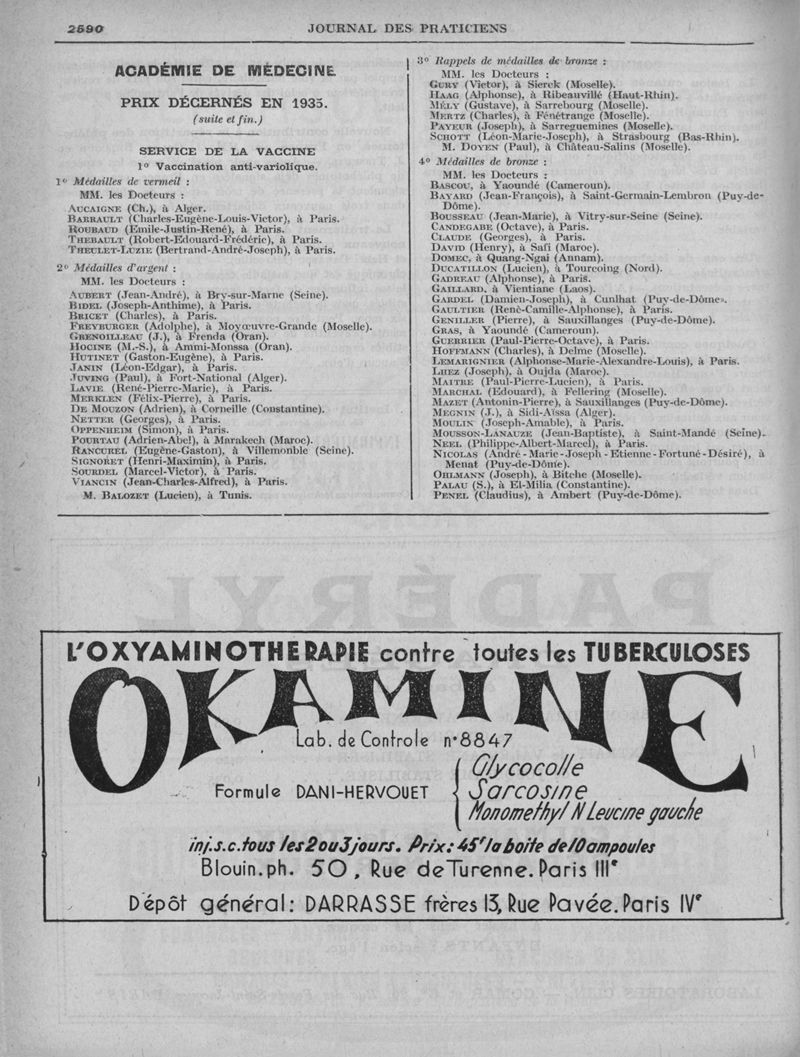 2590
JOURNAL DES PRATICIENS
ACADÉMIE DE MÉDECINE
PRIX DÉCERNÉS EN 1935.
(suite et fin.)
SERVICE DE LA VACCINE
1º Vaccination anti-variolique.
1º Médailles de vermeil :
MM. les Docteurs :
AUCAIGNE (Ch.), à Alger.
BARRAULT (Charles-Eugène-Louis-Victor), à Paris.
ROUBAUD (Emile-Justin-René), à Paris.
THEBAULT (Robert-Edouard-Frédéric), à Paris.
THEULET-LUZIE (Bertrand-André-Joseph), à Paris.
2º Médailles d'argent :
MM. les Docteurs :
AUBERT (Jean-André), à Bry-sur-Marne (Seine).
BIDEL (Joseph-Anthime), à Paris.
BRICET (Charles), à Paris.
FREYBURGER (Adolphe), à Moyœuvre-Grande (Moselle).
GRENOILLEAU (J.), à Frenda (Oran).
HOCINE (M.-S.), à Ammi-Monssa (Oran).
HUTINET (Gaston-Eugène), à Paris.
JANIN (Léon-Edgar), à Paris.
JUVING (Paul), à Fort-National (Alger).
LAVIE (René-Pierre-Marie), à Paris.
MERKLEN (Félix-Pierre), à Paris.
DE MOUZON (Adrien), à Corneille (Constantine).
NETTER (Georges), à Paris.
OPPENHEIM (Simon), à Paris.
POURTAU (Adrien-Abel), à Marakech (Maroc).
RANCUREL (Eugène-Gaston), à Villemonble (Seine).
SIGNORET (Henri-Maximin), à Paris.
SOURDEL (Marcel-Victor), à Paris.
VIANCIN (Jean-Charles-Alfred), à Paris.
M. BALOZET (Lucien), à Tunis.
3º Rappels de médailles de bronze :
MM. les Docteurs :
GURY (Victor), à Sierck (Moselle).
HAAG (Alphonse), à Ribeauvillé (Haut-Rhin).
MÉLY (Gustave), à Sarrebourg (Moselle).
MERTZ (Charles), à Fénétrange (Moselle).
PAYEUR (Joseph), à Sarreguemines (Moselle).
SCHOTT (Léon-Marie-Joseph), à Strasbourg (Bas-Rhin).
M. DOYEN (Paul), à Château-Salins (Moselle).
4º Médailles de bronze :
MM. les Docteurs :
BASCOU, à Yaoundé (Cameroun).
BAYARD (Jean-François), à Saint-Germain-Lembron (Puy-de-
Dôme).
BOUSSEAU (Jean-Marie), à Vitry-sur-Seine (Seine).
CANDEGABE (Octave), à Paris.
CLAUDE (Georges), à Paris.
DAVID (Henry), à Safi (Maroc).
DOMEC, à Quang-Ngai (Annam).
DUCATILLON (Lucien), à Tourcoing (Nord).
GADREAU (Alphonse), à Paris.
GAILLARD, à Vientiane (Laos).
GARDEL (Damien-Joseph), à Cunlhat (Puy-de-Dôme).
GAULTIER (René-Camille-Alphonse), à Paris.
GENILLER (Pierre), à Sauxillanges (Puy-de-Dôme).
GRAS, à Yaoundé (Cameroun).
GUERRIER (Paul-Pierre-Octave), à Paris.
HOFFMANN (Charles), à Delme (Moselle).
LEMARIGNIER (Alphonse-Marie-Alexandre-Louis), à Paris.
LUEZ (Joseph), à Oujda (Maroc).
MAITRE (Paul-Pierre-Lucien), à Paris.
MARCHAL (Edouard), à Fellering (Moselle).
MAZET (Antonin-Pierre), à Sauxillanges (Puy-de-Dôme).
MEGNIN (J.), à Sidi-Aïssa (Alger).
MOULIN (Joseph-Amable), à Paris.
MOUSSON-LANAUZE (Jean-Baptiste), à Saint-Mandé (Seine).
NEEL (Philippe-Albert-Marcel), à Paris.
NICOLAS (André-Marie-Joseph-Etienne-Fortuné-Désiré), à
Menat (Puy-de-Dôme).
OHLMANN (Joseph), à Bitche (Moselle).
PALAU (S.), à El-Milia (Constantine).
PENEL (Claudius), à Ambert (Puy-de-Dôme).
L'OXYAMINOTHERAPIE contre toutes les TUBERCULOSES
OKAMINE
Lab. de Controle n°8847
Formule DANI-HERVOUET
Glycocolle
Sarcosine
Monomethyl N Leucine gauche
inj.s.c.tous les 2 ou 3 jours. Prix: 45f la boite de 10 ampoules
Blouin.ph. 50, Rue de Turenne. Paris IIIe
Dépôt général: DARRASSE frères 13, Rue Pavée. Paris IVe